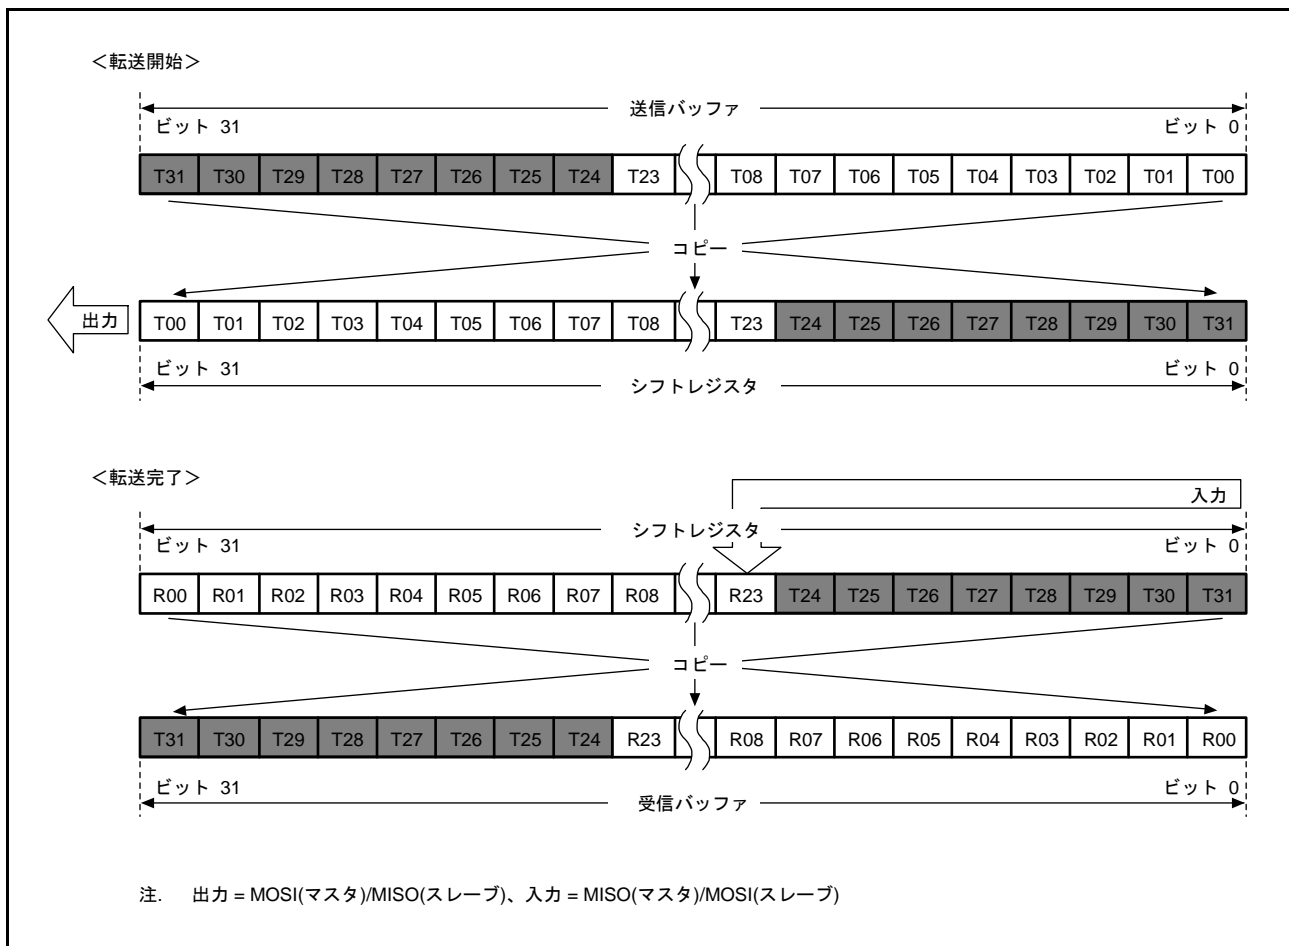 ＜転送開始＞
送信バッファ
ビット 31 ビット 0
T31 T30 T29 T28 T27 T26 T25 T24 T23 T08 T07 T06 T05 T04 T03 T02 T01 T00
コピー
出力 T00 T01 T02 T03 T04 T05 T06 T07 T08 T23 T24 T25 T26 T27 T28 T29 T30 T31
ビット 31 ビット 0
シフトレジスタ
＜転送完了＞
入力
シフトレジスタ
ビット 31 ビット 0
R00 R01 R02 R03 R04 R05 R06 R07 R08 R23 T24 T25 T26 T27 T28 T29 T30 T31
コピー
T31 T30 T29 T28 T27 T26 T25 T24 R23 R08 R07 R06 R05 R04 R03 R02 R01 R00
ビット 31 ビット 0
受信バッファ
注. 出力 = MOSI(マスタ)/MISO(スレーブ)、入力 = MISO(マスタ)/MOSI(スレーブ)